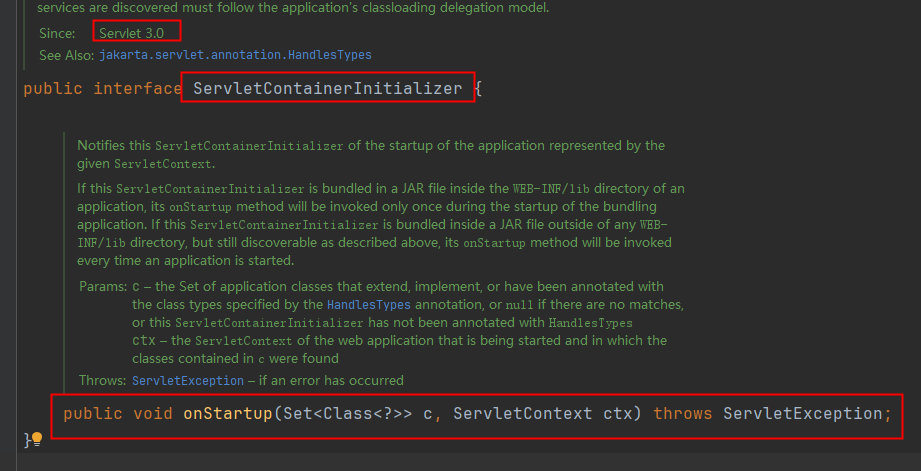 services are discovered must follow the application's classloading delegation model.
Since: Servlet 3.0
See Also: jakarta.servlet.annotation.HandlesTypes
public interface ServletContainerInitializer {
Notifies this ServletContainerInitializer of the startup of the application represented by the
given ServletContext.
If this ServletContainerInitializer is bundled in a JAR file inside the WEB-INF/lib directory of an
application, its onStartup method will be invoked only once during the startup of the bundling
application. If this ServletContainerInitializer is bundled inside a JAR file outside of any WEB-
INF/lib directory, but still discoverable as described above, its onStartup method will be invoked
every time an application is started.
Params: c – the Set of application classes that extend, implement, or have been annotated with
the class types specified by the HandlesTypes annotation, or null if there are no matches,
or this ServletContainerInitializer has not been annotated with HandlesTypes
ctx – the ServletContext of the web application that is being started and in which the
classes contained in c were found
Throws: ServletException – if an error has occurred
public void onStartup(Set<Class<?>> c, ServletContext ctx) throws ServletException;
}